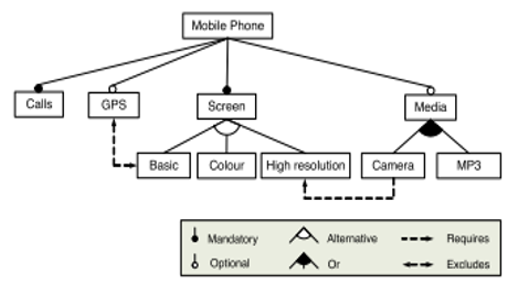 Mobile Phone
Calls GPS Screen Media
Basic Colour High resolution Camera MP3
Mandatory Alternative Requires
Optional Or Excludes